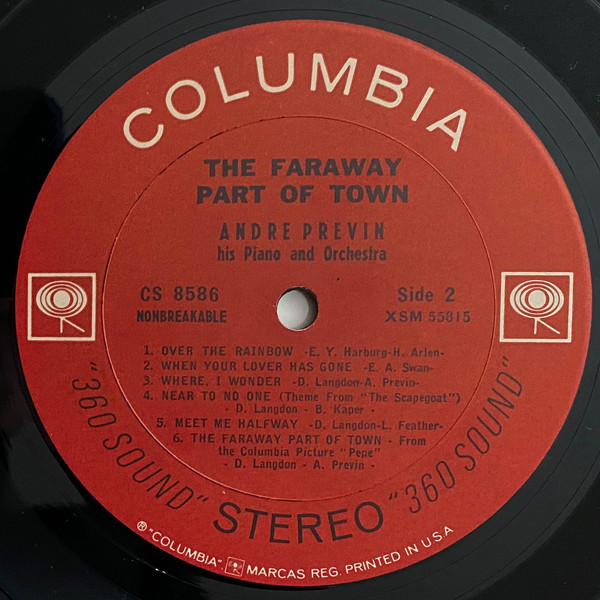 COLUMBIA
THE FARAWAY
PART OF TOWN
ANDRE PREVIN
his Piano and Orchestra
CS 8586
NONBREAKABLE
Side 2
XSM 55815
1. OVER THE RAINBOW -E. Y. Harburg-H. Arlen-
2. WHEN YOUR LOVER HAS GONE -E. A. Swan-
3. WHERE, I WONDER -D. Langdon-A. Previn-
4. NEAR TO NO ONE (Theme From "The Scapegoat")
- D. Langdon - B. Kaper -
5. MEET ME HALFWAY -D. Langdon-L. Feather-
6. THE FARAWAY PART OF TOWN - From
the Columbia Picture "Pepe"
- D. Langdon - A. Previn -
"360 SOUND" STEREO "360 SOUND"
® "COLUMBIA", MARCAS REG. PRINTED IN U.S.A